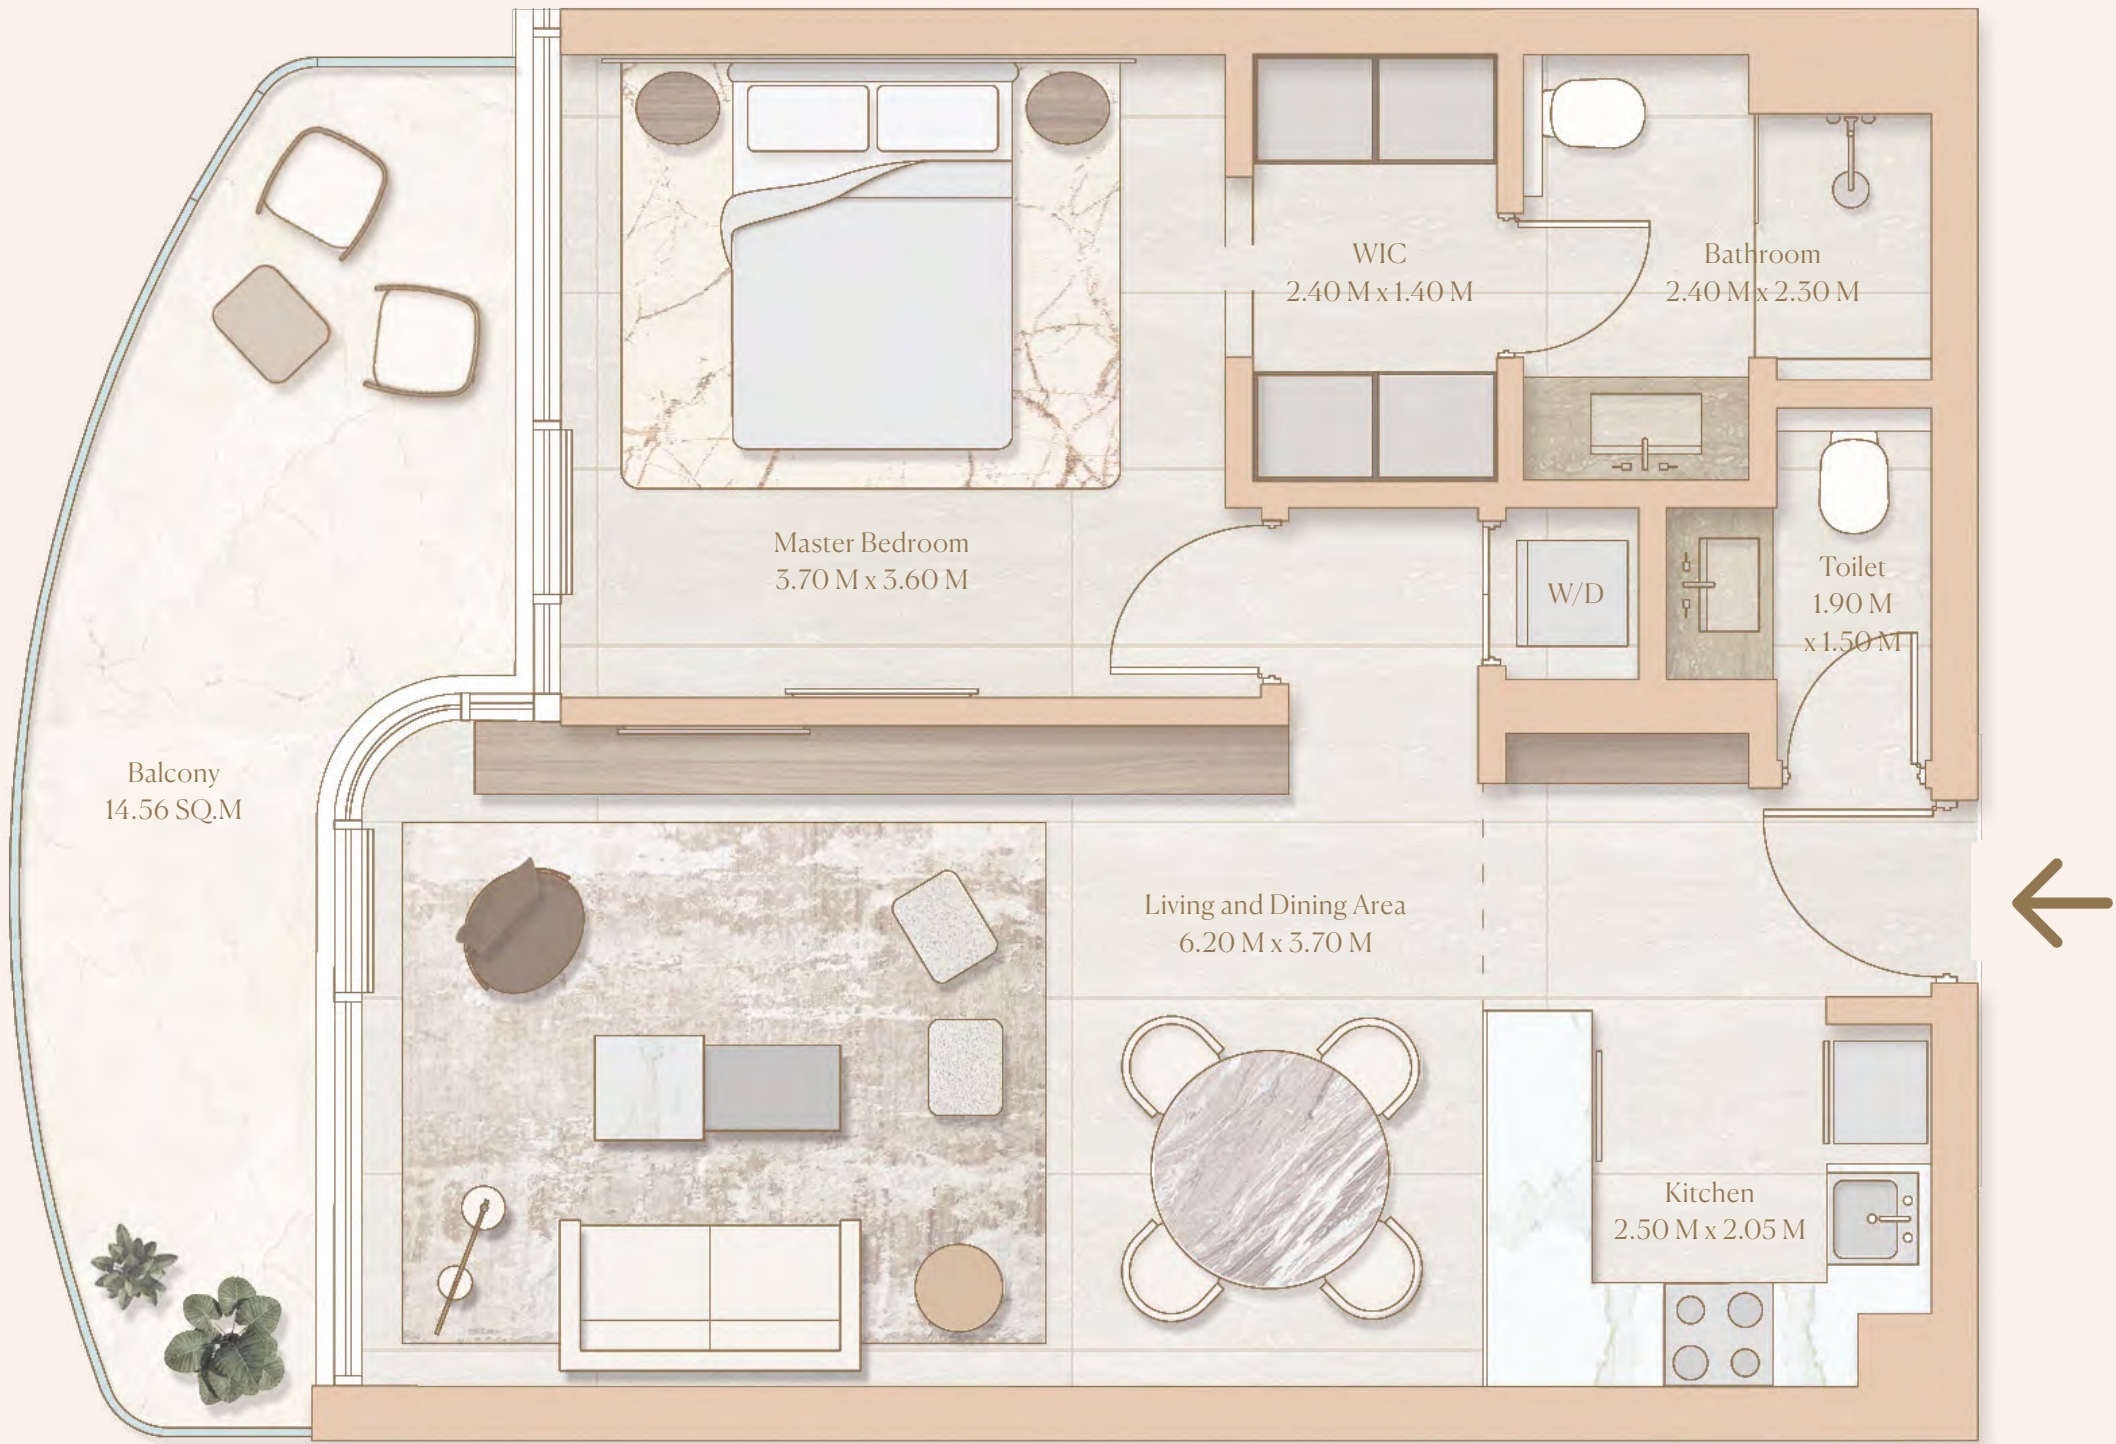 WIC
2.40 M x 1.40 M
Bathroom
2.40 M x 2.30 M
Master Bedroom
3.70 M x 3.60 M
W/D
Toilet
1.90 M
x 1.50 M
Balcony
14.56 SQ.M
Living and Dining Area
6.20 M x 3.70 M
Kitchen
2.50 M x 2.05 M